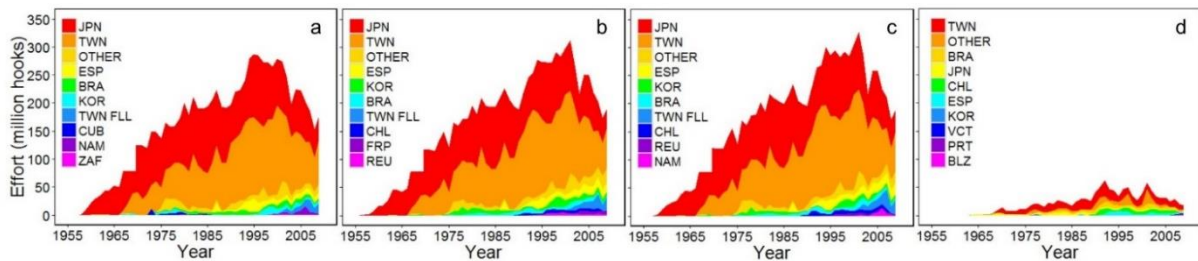 Effort (million hooks)
350
300
250
200
150
100
50
0
a
JPN
TWN
OTHER
ESP
BRA
KOR
TWN FLL
CUB
NAM
ZAF
1955 1965 1975 1985 1995 2005
Year
b
JPN
TWN
OTHER
ESP
KOR
BRA
TWN FLL
CHL
FRP
REU
1955 1965 1975 1985 1995 2005
Year
c
JPN
TWN
OTHER
ESP
KOR
BRA
TWN FLL
CHL
REU
NAM
1955 1965 1975 1985 1995 2005
Year
d
TWN
OTHER
BRA
JPN
CHL
ESP
KOR
VCT
PRT
BLZ
1955 1965 1975 1985 1995 2005
Year